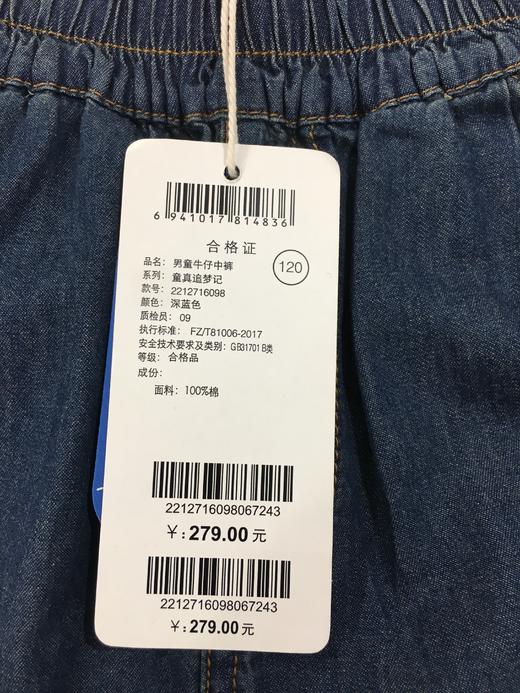 6 941017 814836
合格证
品名: 男童牛仔中裤
120
系列: 童真追梦记
款号: 2212716098
颜色: 深蓝色
质检员: 09
执行标准: FZ/T81006-2017
安全技术要求及类别: GB31701 B类
等级: 合格品
成份:
面料: 100%棉
2212716098067243
¥: 279.00 元
2212716098067243
¥: 279.00 元